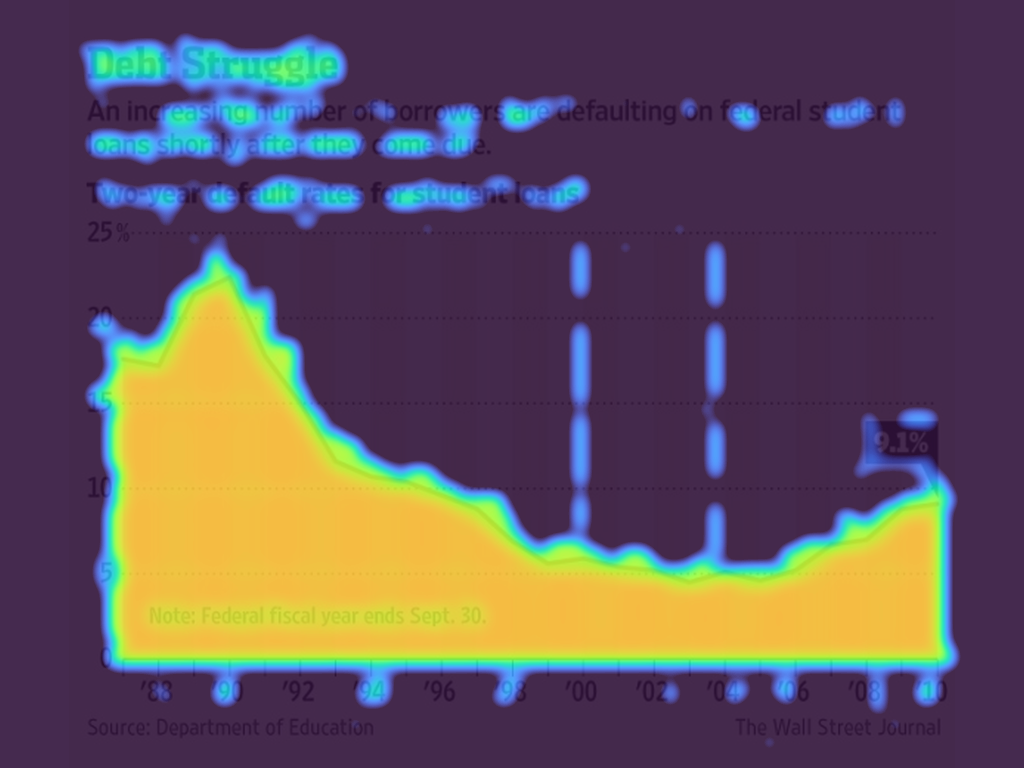 Debt Struggle
An increasing number of borrowers are defaulting on federal student
loans shortly after they come due.
Two-year default rates for student loans
25%
20
15
10
5
0
9.1%
Note: Federal fiscal year ends Sept. 30.
'88 '90 '92 '94 '96 '98 '00 '02 '04 '06 '08 '10
Source: Department of Education The Wall Street Journal